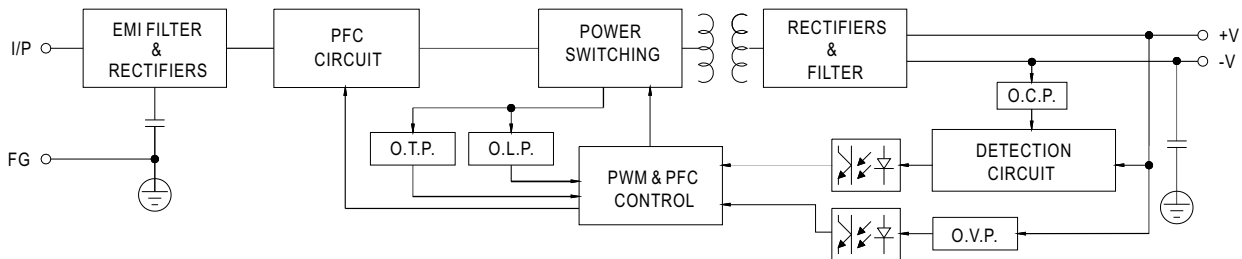 I/P
EMI FILTER
&
RECTIFIERS
PFC
CIRCUIT
POWER
SWITCHING
RECTIFIERS
&
FILTER
+V
-V
O.C.P.
FG
O.T.P.
O.L.P.
PWM & PFC
CONTROL
DETECTION
CIRCUIT
O.V.P.